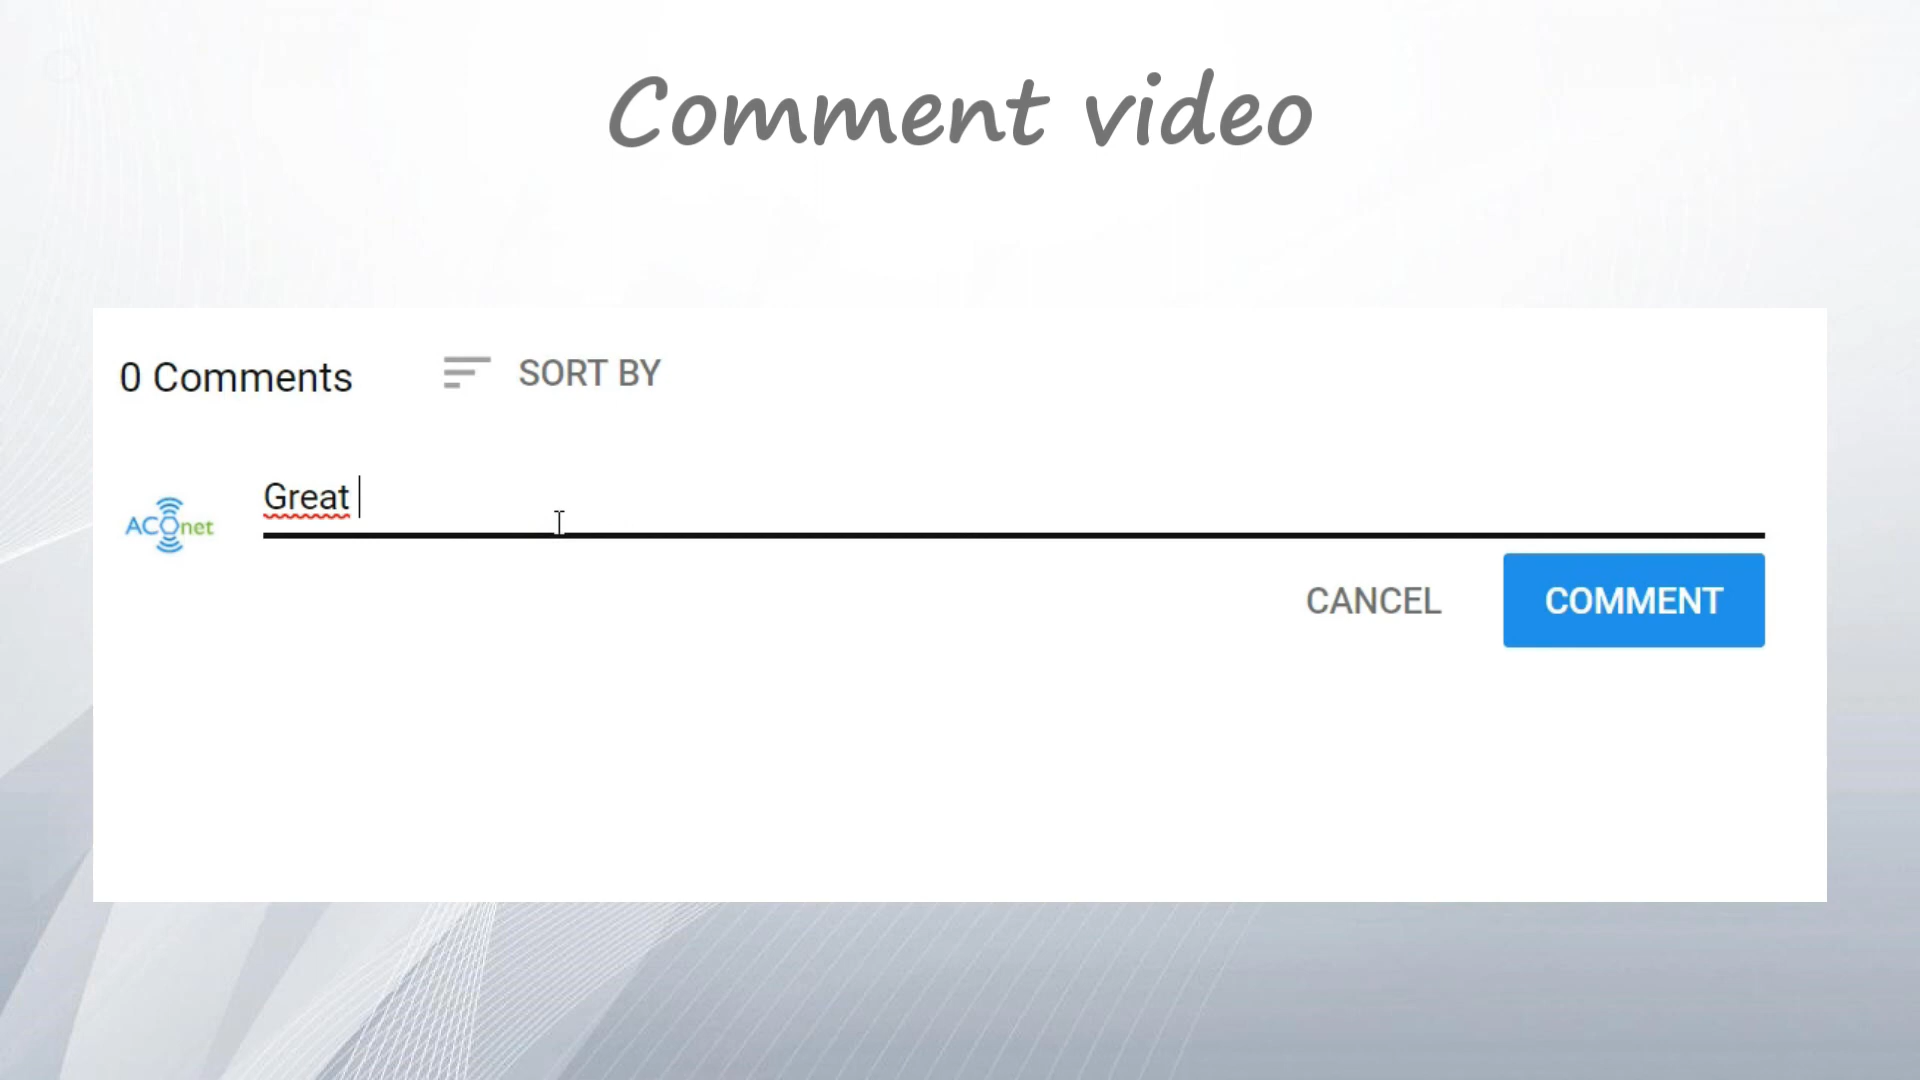 Comment video
0 Comments
SORT BY
Great
ACOnet
CANCEL
COMMENT